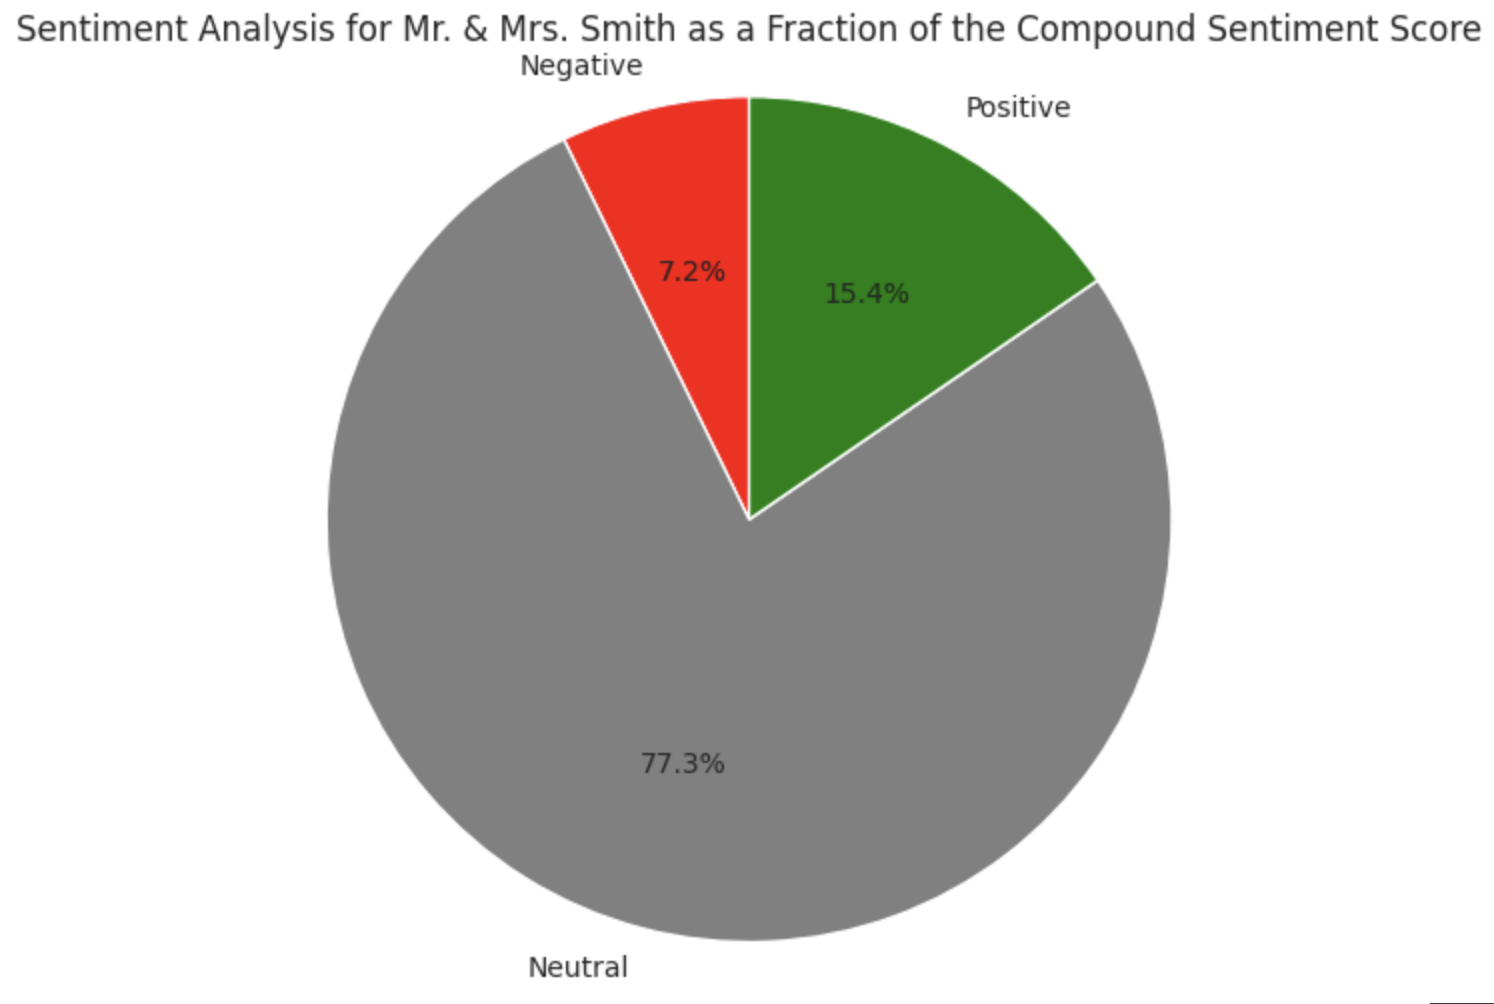 Sentiment Analysis for Mr. & Mrs. Smith as a Fraction of the Compound Sentiment Score
Negative
Positive
7.2%
15.4%
77.3%
Neutral